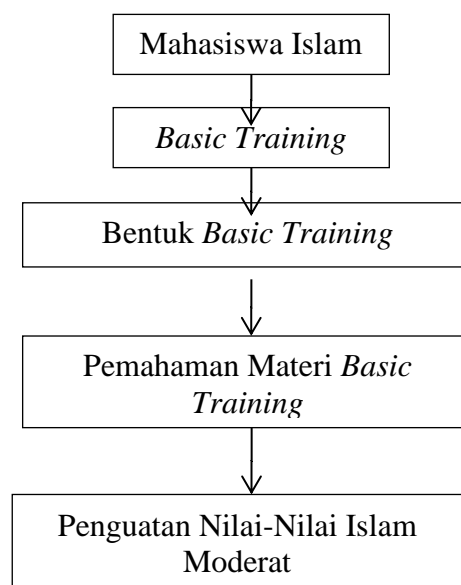 Mahasiswa Islam
Basic Training
Bentuk Basic Training
Pemahaman Materi Basic
Training
Penguatan Nilai-Nilai Islam
Moderat